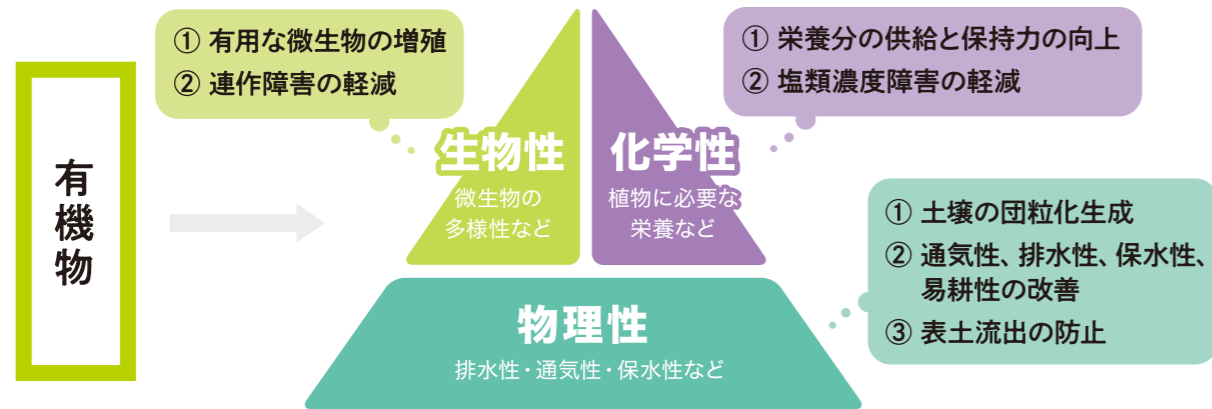 有機物
① 有用な微生物の増殖
② 連作障害の軽減
① 栄養分の供給と保持力の向上
② 塩類濃度障害の軽減
生物性
微生物の
多様性など
化学性
植物に必要な
栄養など
物理性
排水性・通気性・保水性など
① 土壌の団粒化生成
② 通気性、排水性、保水性、
易耕性の改善
③ 表土流出の防止